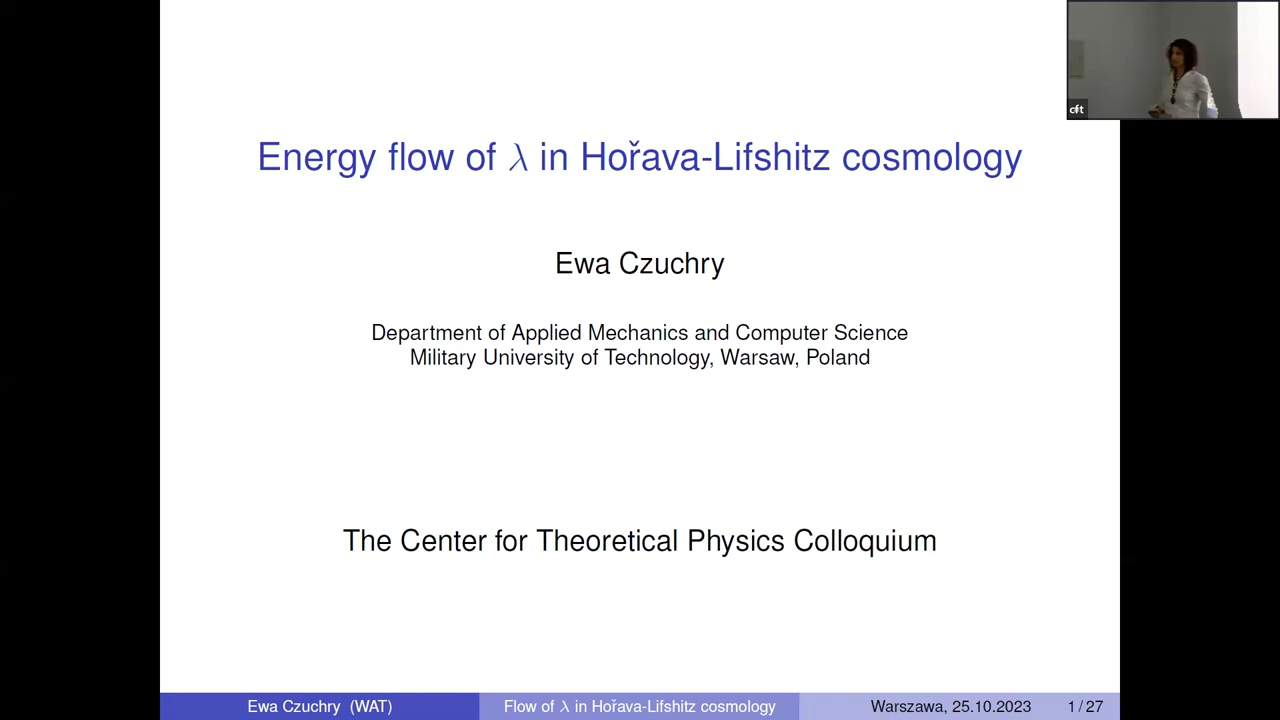 cft
Energy flow of λ in Hořava-Lifshitz cosmology
Ewa Czuchry
Department of Applied Mechanics and Computer Science
Military University of Technology, Warsaw, Poland
The Center for Theoretical Physics Colloquium
Ewa Czuchry (WAT)
Flow of λ in Hořava-Lifshitz cosmology
Warszawa, 25.10.2023
1 / 27